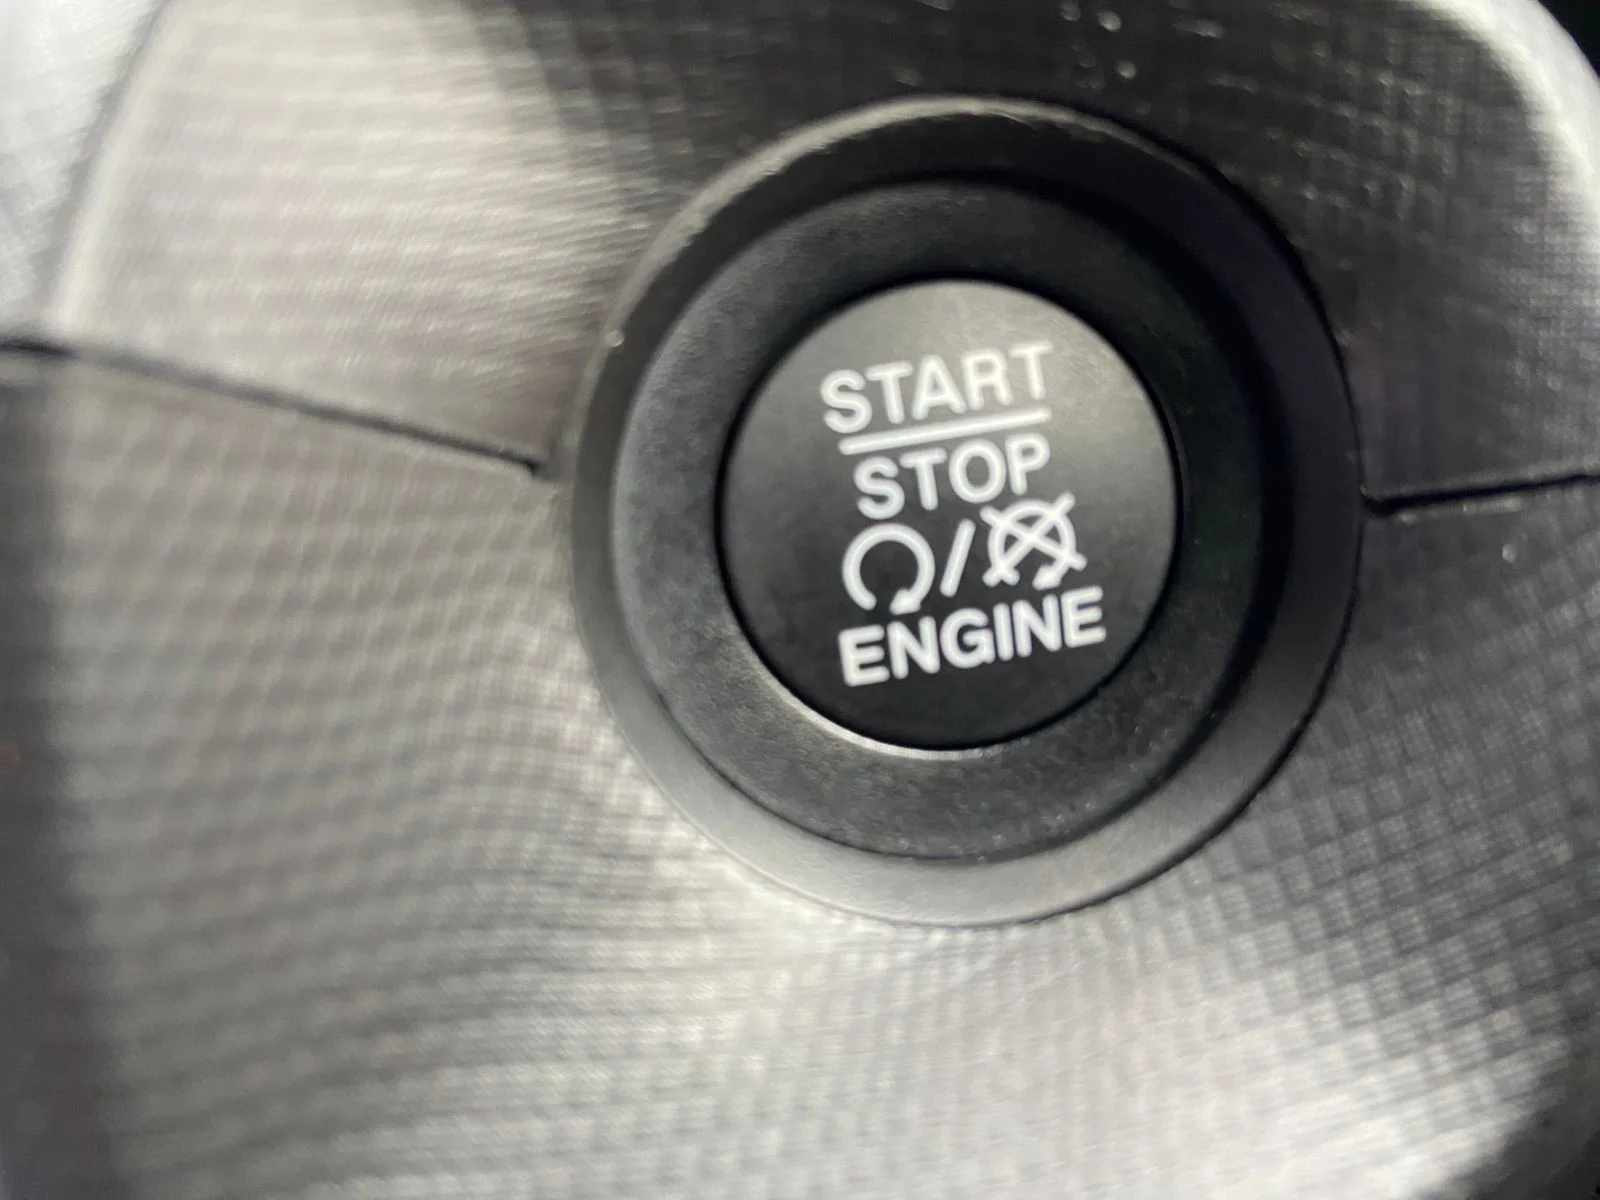 START
STOP
/
ENGINE